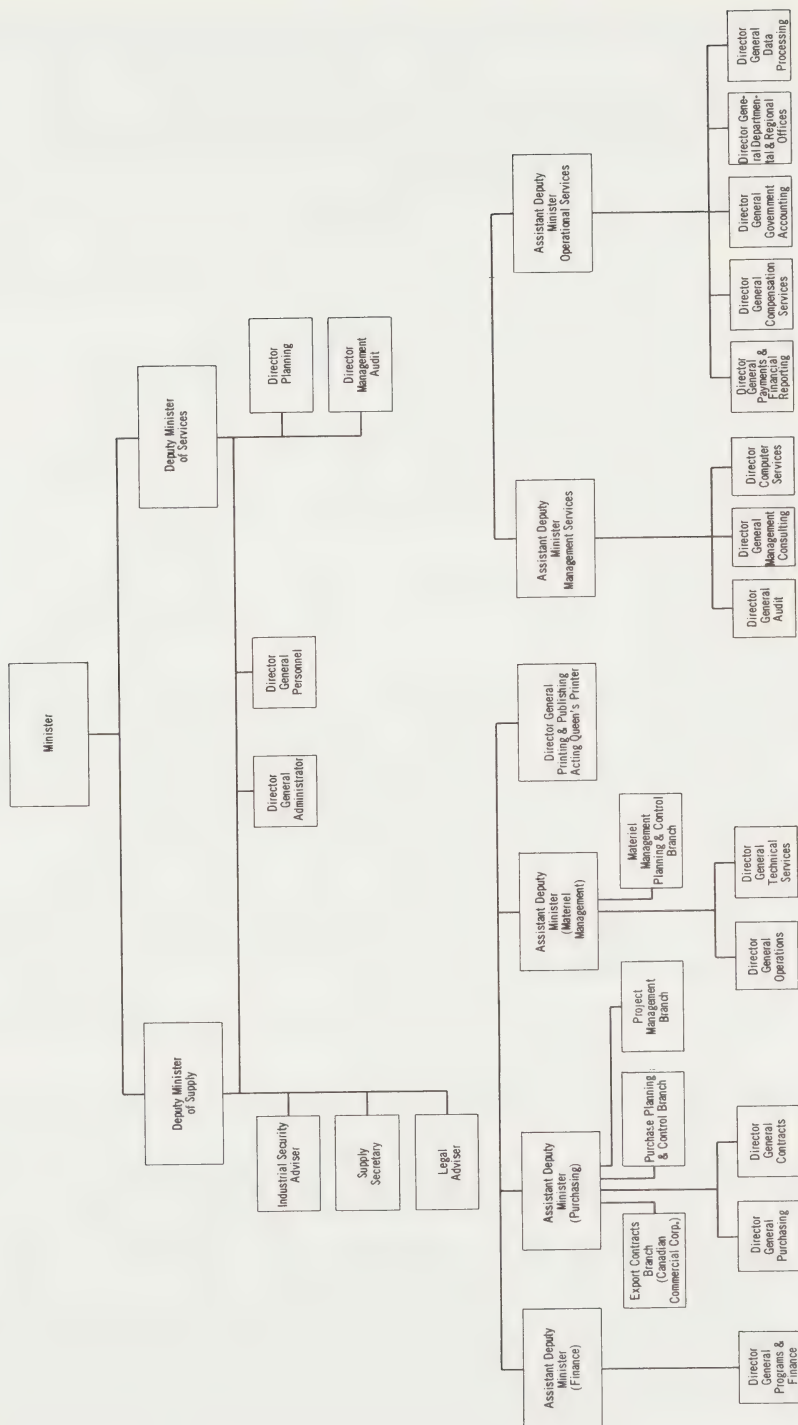 Minister
Deputy Minister
of Supply
Deputy Minister
of Services
Industrial Security
Adviser
Supply
Secretary
Legal
Adviser
Director
General
Administrator
Director
General
Personnel
Director
Planning
Director
Management
Audit
Assistant Deputy
Minister
(Finance)
Assistant Deputy
Minister
(Purchasing)
Assistant Deputy
Minister
(Materiel
Management)
Director General
Printing & Publishing
Acting Queen's Printer
Assistant Deputy
Minister
Management Services
Assistant Deputy
Minister
Operational Services
Export Contracts
Branch
(Canadian
Commercial Corp.)
Purchase Planning
& Control Branch
Project
Management
Branch
Materiel
Management
Planning & Control
Branch
Director
General
Programs &
Finance
Director
General
Purchasing
Director
General
Contracts
Director
General
Operations
Director
General
Technical
Services
Director
General
Audit
Director
General
Management
Consulting
Director
Computer
Services
Director
General
Payments &
Financial
Reporting
Director
General
Compensation
Services
Director
General
Government
Accounting
Director Gene-
ral Departmen-
tal & Regional
Offices
Director
General
Data
Processing